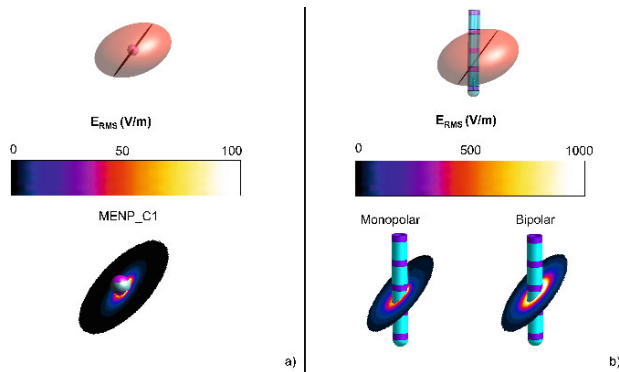 E_RMS (V/m)
0 50 100
MENP_C1
a)
E_RMS (V/m)
0 500 1000
Monopolar Bipolar
b)